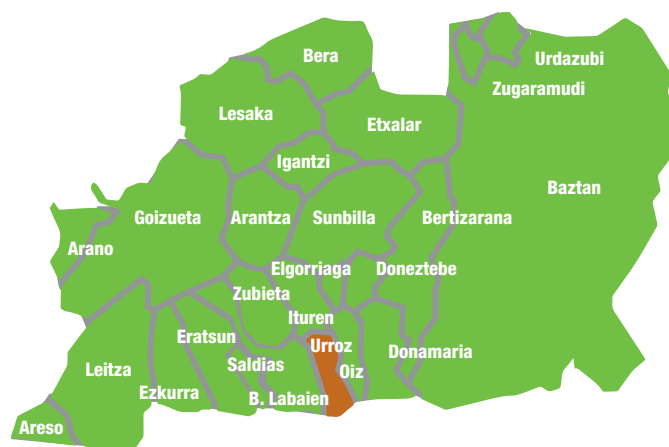 Bera
Urdazubi
Zugaramudi
Lesaka
Etxalar
Igantzi
Baztan
Goizueta
Arantza
Sunbilla
Bertizarana
Arano
Elgorriaga
Doneztebe
Zubieta
Ituren
Eratsun
Urroz
Donamaria
Leitza
Saldias
Oiz
Ezkurra
B. Labaien
Areso